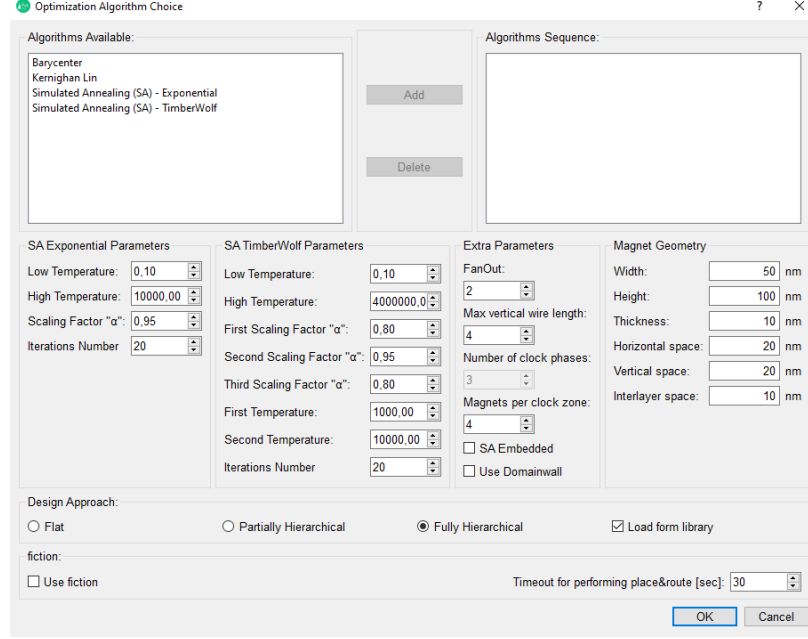 Optimization Algorithm Choice
?
Algorithms Available:
Barycenter
Kernighan Lin
Simulated Annealing (SA) - Exponential
Simulated Annealing (SA) - TimberWolf
Add
Delete
Algorithms Sequence:
SA Exponential Parameters
Low Temperature: 0,10
High Temperature: 10000,00
Scaling Factor "α": 0,95
Iterations Number 20
SA TimberWolf Parameters
Low Temperature: 0,10
High Temperature: 4000000,0
First Scaling Factor "α": 0,80
Second Scaling Factor "α": 0,95
Third Scaling Factor "α": 0,80
First Temperature: 1000,00
Second Temperature: 10000,00
Iterations Number 20
Extra Parameters
FanOut:
2
Max vertical wire length:
4
Number of clock phases:
3
Magnets per clock zone:
4
SA Embedded
Use Domainwall
Magnet Geometry
Width: 50 nm
Height: 100 nm
Thickness: 10 nm
Horizontal space: 20 nm
Vertical space: 20 nm
Interlayer space: 10 nm
Design Approach:
Flat Partially Hierarchical Fully Hierarchical Load form library
fiction:
Use fiction Timeout for performing place&route [sec]: 30
OK Cancel